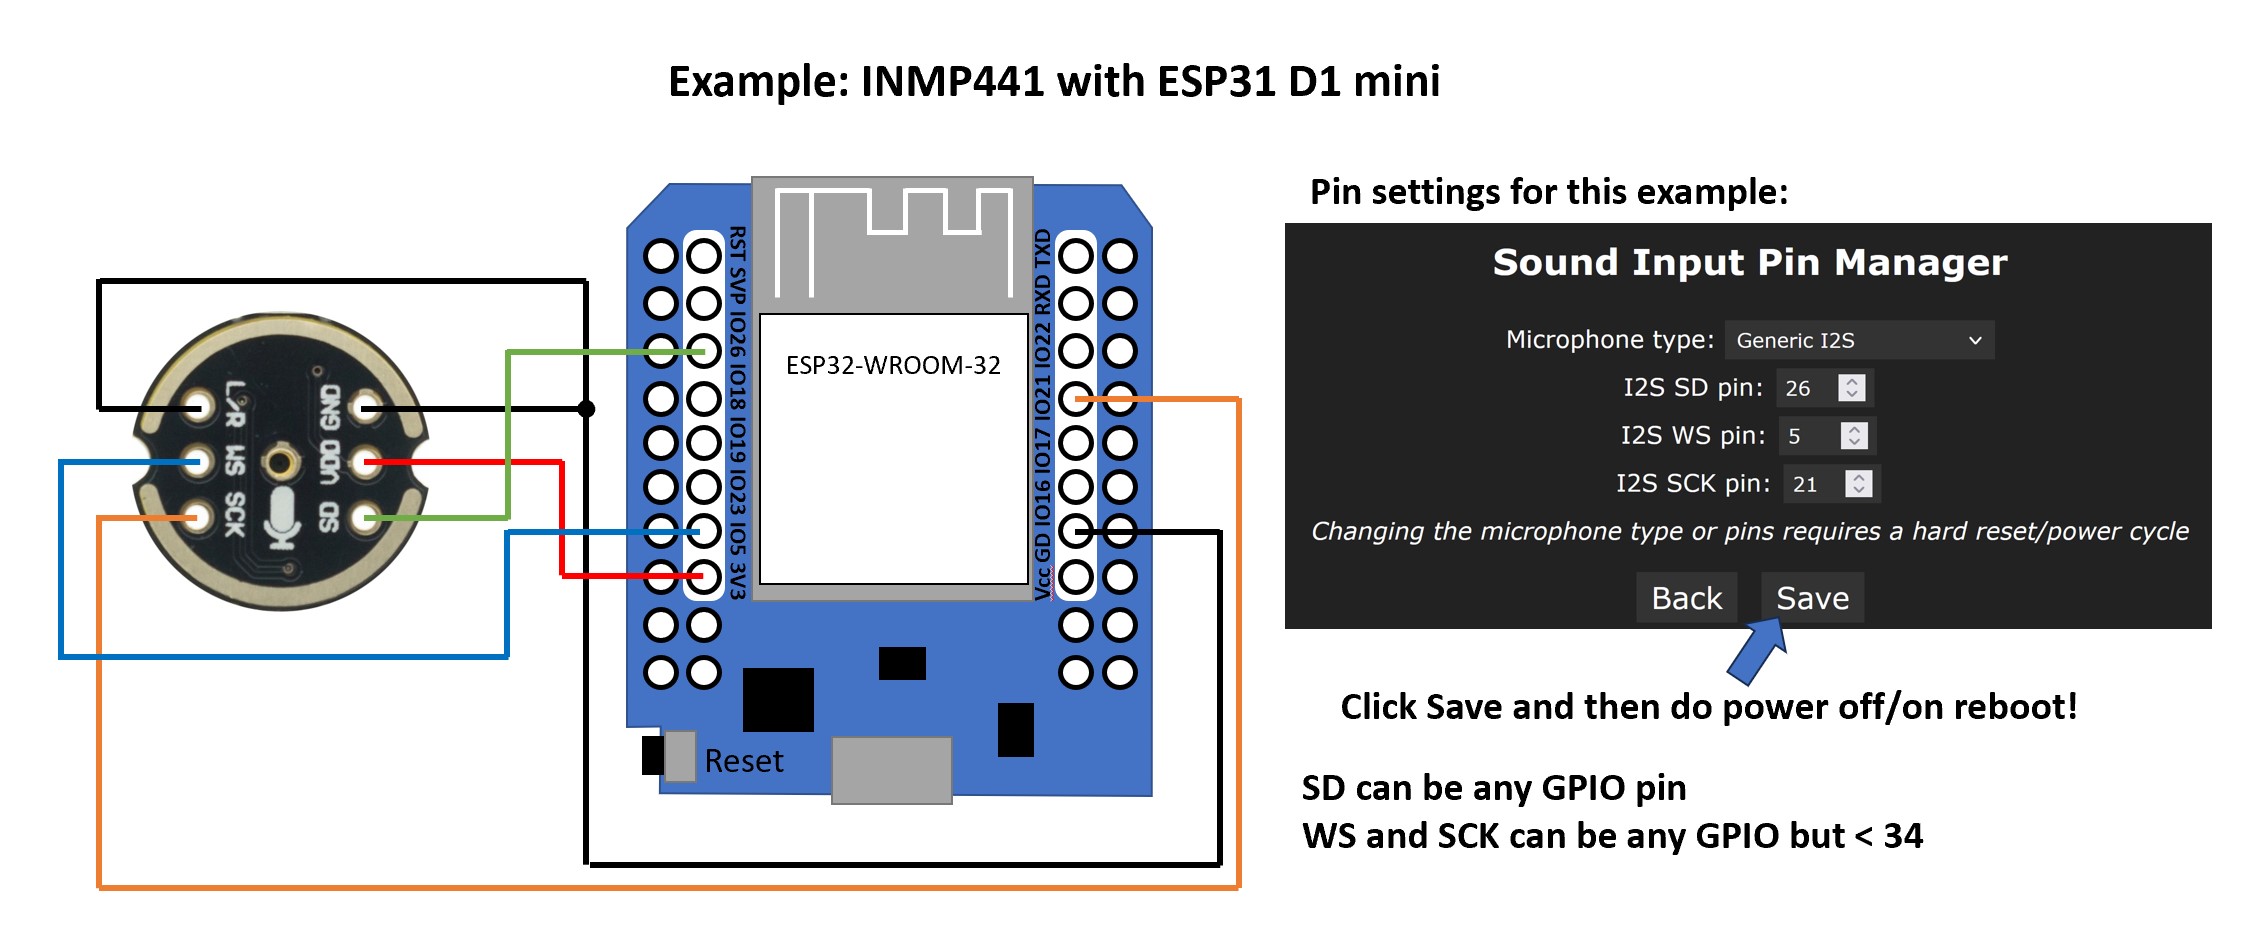 Example: INMP441 with ESP31 D1 mini
L/R
WS
SCK
GND
VDD
SD
RST SVP IO26 IO18 IO19 IO23 IO5 3V3
ESP32-WROOM-32
Vcc GD IO16 IO17 IO21 IO22 RXD TXD
Reset
Pin settings for this example:
Sound Input Pin Manager
Microphone type: Generic I2S
I2S SD pin: 26
I2S WS pin: 5
I2S SCK pin: 21
Changing the microphone type or pins requires a hard reset/power cycle
Back Save
Click Save and then do power off/on reboot!
SD can be any GPIO pin
WS and SCK can be any GPIO but < 34